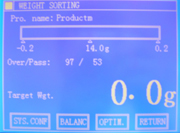 WEIGHT SORTING
Pro. name: Productm
-0.2 14.0g 0.2
Over/Pass: 97 / 53
Target Wgt. 0.0g
SYS.CONF BALANC OPTIM. RETURN